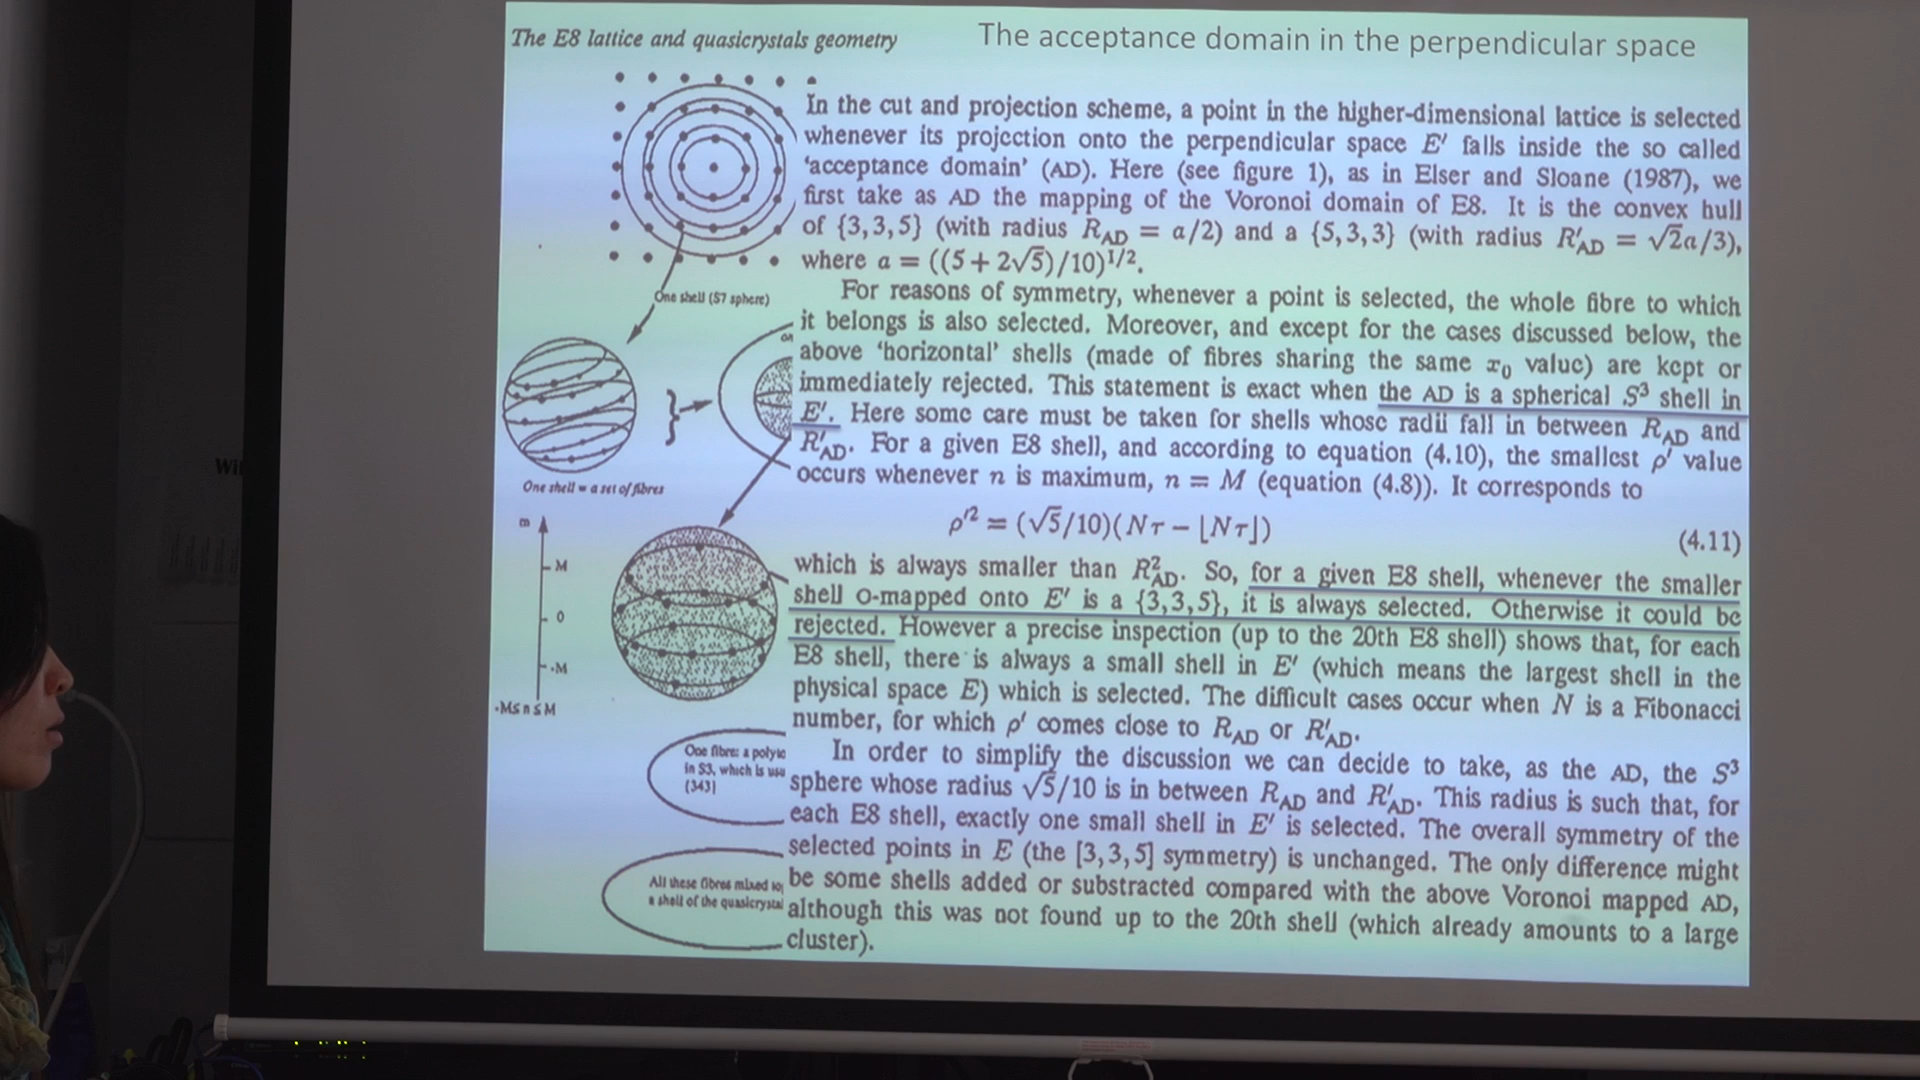 The E8 lattice and quasicrystals geometry
The acceptance domain in the perpendicular space
In the cut and projection scheme, a point in the higher-dimensional lattice is selected
whenever its projection onto the perpendicular space E′ falls inside the so called
‘acceptance domain’ (AD). Here (see figure 1), as in Elser and Sloane (1987), we
first take as AD the mapping of the Voronoi domain of E8. It is the convex hull
of {3,3,5} (with radius R_AD = a/2) and a {5,3,3} (with radius R′_AD = √2a/3),
where a = ((5+2√5)/10)^1/2.
For reasons of symmetry, whenever a point is selected, the whole fibre to which
it belongs is also selected. Moreover, and except for the cases discussed below, the
above ‘horizontal’ shells (made of fibres sharing the same x₀ value) are kept or
immediately rejected. This statement is exact when the AD is a spherical S³ shell in
E′. Here some care must be taken for shells whose radii fall in between R_AD and
R′_AD. For a given E8 shell, and according to equation (4.10), the smallest ρ′ value
occurs whenever n is maximum, n = M (equation (4.8)). It corresponds to
ρ′² = (√5/10)(Nτ − ⌊Nτ⌋)
(4.11)
which is always smaller than R²_AD. So, for a given E8 shell, whenever the smaller
shell O-mapped onto E′ is a {3,3,5}, it is always selected. Otherwise it could be
rejected. However a precise inspection (up to the 20th E8 shell) shows that, for each
E8 shell, there is always a small shell in E′ (which means the largest shell in the
physical space E) which is selected. The difficult cases occur when N is a Fibonacci
number, for which ρ′ comes close to R_AD or R′_AD.
In order to simplify the discussion we can decide to take, as the AD, the S³
sphere whose radius √5/10 is in between R_AD and R′_AD. This radius is such that, for
each E8 shell, exactly one small shell in E′ is selected. The overall symmetry of the
selected points in E (the [3,3,5] symmetry) is unchanged. The only difference might
be some shells added or substracted compared with the above Voronoi mapped AD,
although this was not found up to the 20th shell (which already amounts to a large
cluster).
One shell (S7 sphere)
on
One shell = a set of fibres
m
M
0
-M
-M≤n≤M
One fibre: a polyto
in S3, which is usu
{343}
All these fibres mixed to
a shell of the quasicrystal
Wi